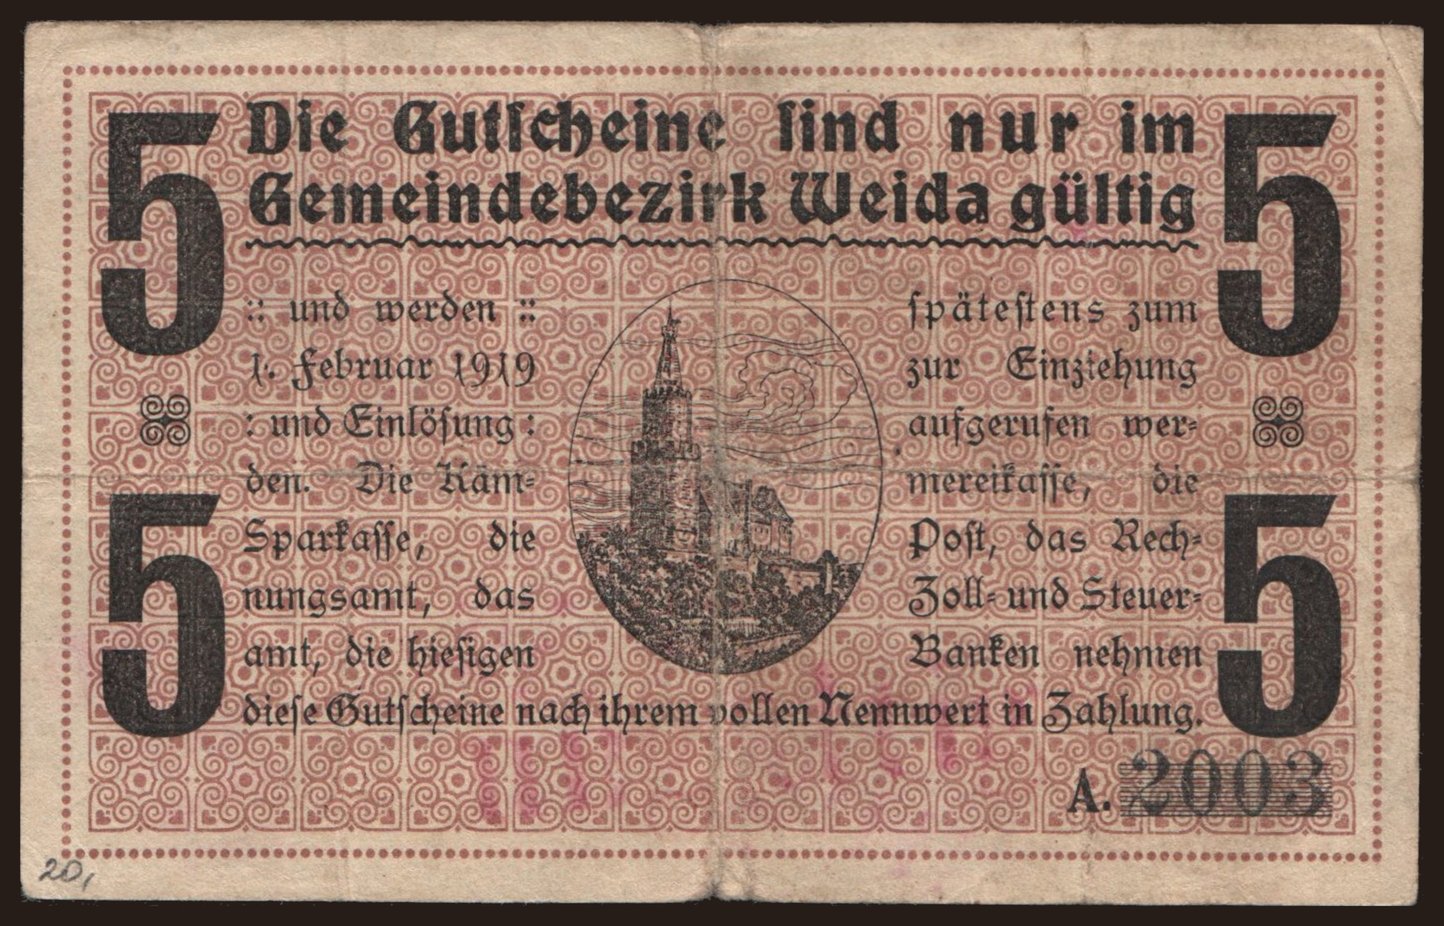 5 Die Gutscheine sind nur im 5
Gemeindebezirk Weida gültig
:: und werden :: spätestens zum
1. Februar 1919 zur Einziehung
: und Einlösung : aufgerufen wer-
den. Die Käm- mereikasse, die
5 Sparkasse, die Post, das Rech- 5
nungsamt, das Zoll- und Steuer-
amt, die hiesigen Banken nehmen
diese Gutscheine nach ihrem vollen Nennwert in Zahlung.
A. 2003
20,